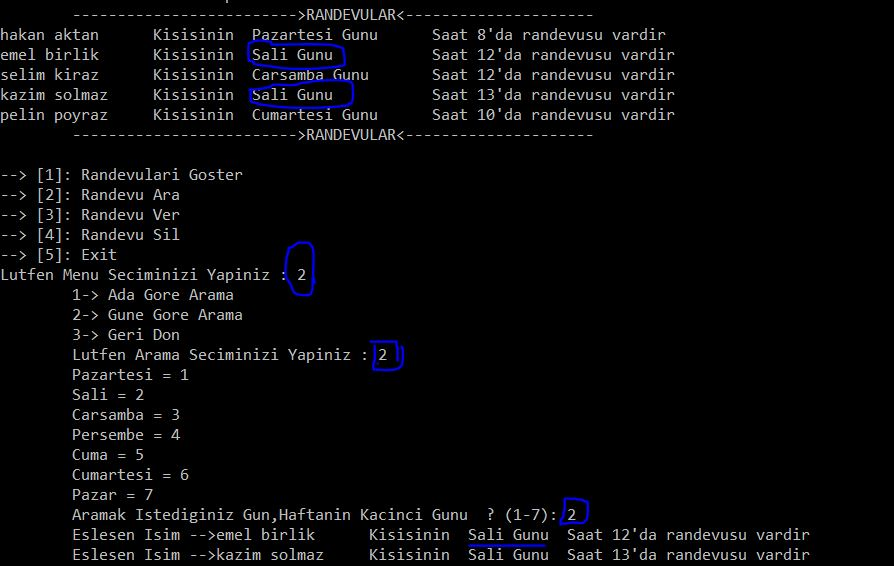 ------------------------->RANDEVULAR<---------------------
hakan aktan      Kisisinin  Pazartesi Gunu      Saat 8'da randevusu vardir
emel birlik      Kisisinin  Sali Gunu           Saat 12'da randevusu vardir
selim kiraz      Kisisinin  Carsamba Gunu       Saat 12'da randevusu vardir
kazim solmaz     Kisisinin  Sali Gunu           Saat 13'da randevusu vardir
pelin poyraz     Kisisinin  Cumartesi Gunu      Saat 10'da randevusu vardir
------------------------->RANDEVULAR<---------------------
--> [1]: Randevulari Goster
--> [2]: Randevu Ara
--> [3]: Randevu Ver
--> [4]: Randevu Sil
--> [5]: Exit
Lutfen Menu Seciminizi Yapiniz : 2
1-> Ada Gore Arama
2-> Gune Gore Arama
3-> Geri Don
Lutfen Arama Seciminizi Yapiniz : 2
Pazartesi = 1
Sali = 2
Carsamba = 3
Persembe = 4
Cuma = 5
Cumartesi = 6
Pazar = 7
Aramak Istediginiz Gun,Haftanin Kacinci Gunu  ? (1-7): 2
Eslesen Isim -->emel birlik      Kisisinin  Sali Gunu  Saat 12'da randevusu vardir
Eslesen Isim -->kazim solmaz     Kisisinin  Sali Gunu  Saat 13'da randevusu vardir